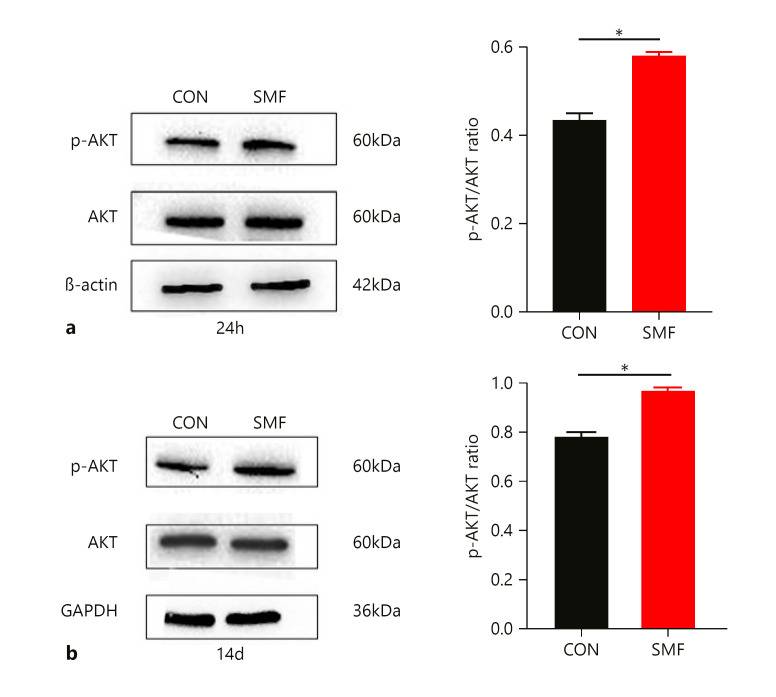 CON SMF
p-AKT 60kDa
AKT 60kDa
ß-actin 42kDa
a 24h
*
p-AKT/AKT ratio
0.6
0.4
0.2
0.0
CON SMF
CON SMF
p-AKT 60kDa
AKT 60kDa
GAPDH 36kDa
b 14d
*
p-AKT/AKT ratio
1.0
0.8
0.6
0.4
0.2
0.0
CON SMF